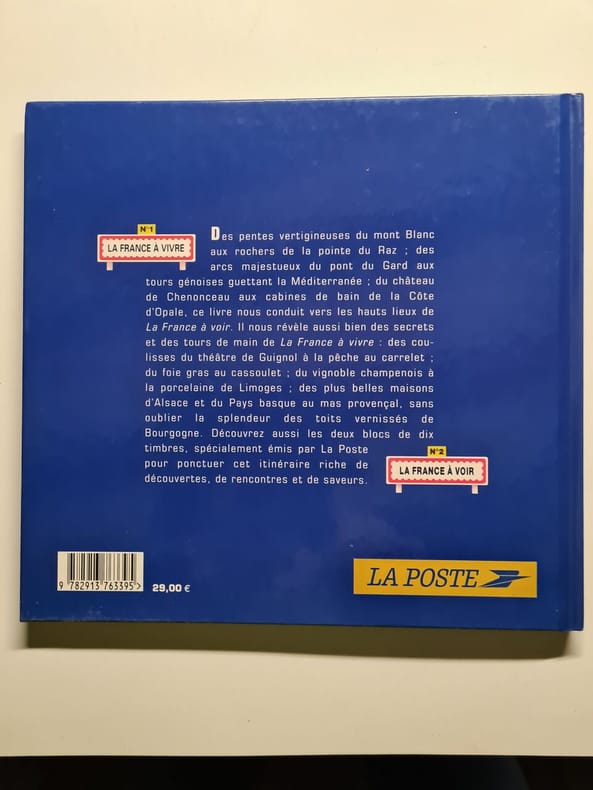 N°1
LA FRANCE À VIVRE
Des pentes vertigineuses du mont Blanc
aux rochers de la pointe du Raz ; des
arcs majestueux du pont du Gard aux
tours génoises guettant la Méditerranée ; du château
de Chenonceau aux cabines de bain de la Côte
d'Opale, ce livre nous conduit vers les hauts lieux de
La France à voir. Il nous révèle aussi bien des secrets
et des tours de main de La France à vivre : des cou-
lisses du théâtre de Guignol à la pêche au carrelet ;
du foie gras au cassoulet ; du vignoble champenois à
la porcelaine de Limoges ; des plus belles maisons
d'Alsace et du Pays basque au mas provençal, sans
oublier la splendeur des toits vernissés de
Bourgogne. Découvrez aussi les deux blocs de dix
timbres, spécialement émis par La Poste
pour ponctuer cet itinéraire riche de
découvertes, de rencontres et de saveurs.
N°2
LA FRANCE À VOIR
9 782913 763395
29,00 €
LA POSTE